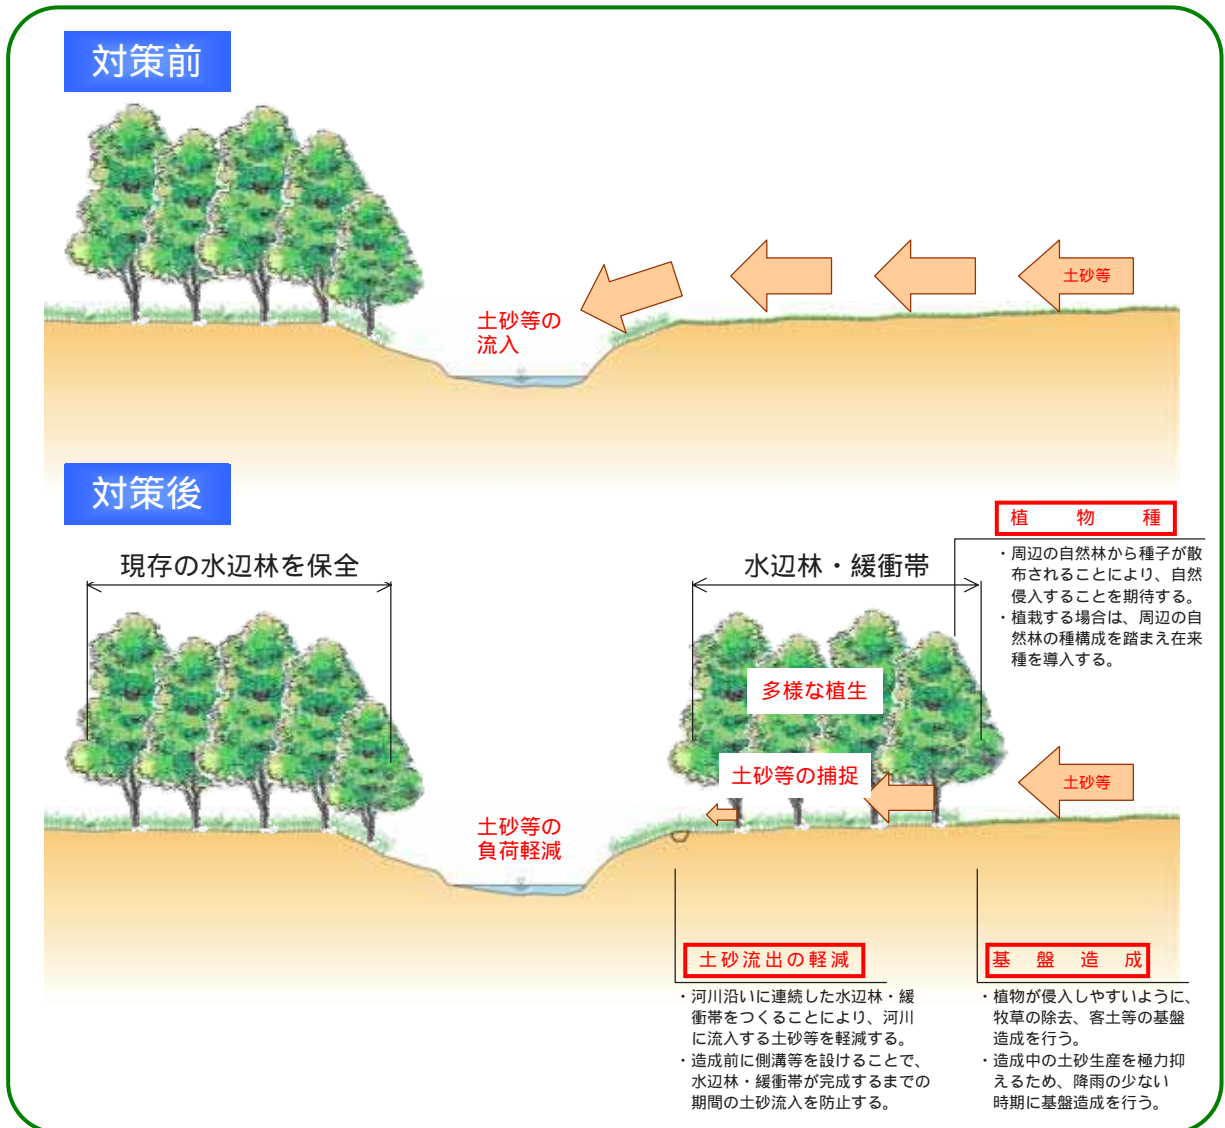 対策前
土砂等
土砂等の
流入
対策後
植物種
・周辺の自然林から種子が散
布されることにより、自然
侵入することを期待する。
・植栽する場合は、周辺の自
然林の種構成を踏まえ在来
種を導入する。
現存の水辺林を保全
水辺林・緩衝帯
多様な植生
土砂等の捕捉
土砂等
土砂等の
負荷軽減
土砂流出の軽減
・河川沿いに連続した水辺林・緩
衝帯をつくることにより、河川
に流入する土砂等を軽減する。
・造成前に側溝等を設けることで、
水辺林・緩衝帯が完成するまでの
期間の土砂流入を防止する。
基盤造成
・植物が侵入しやすいように、
牧草の除去、客土等の基盤
造成を行う。
・造成中の土砂生産を極力抑
えるため、降雨の少ない
時期に基盤造成を行う。